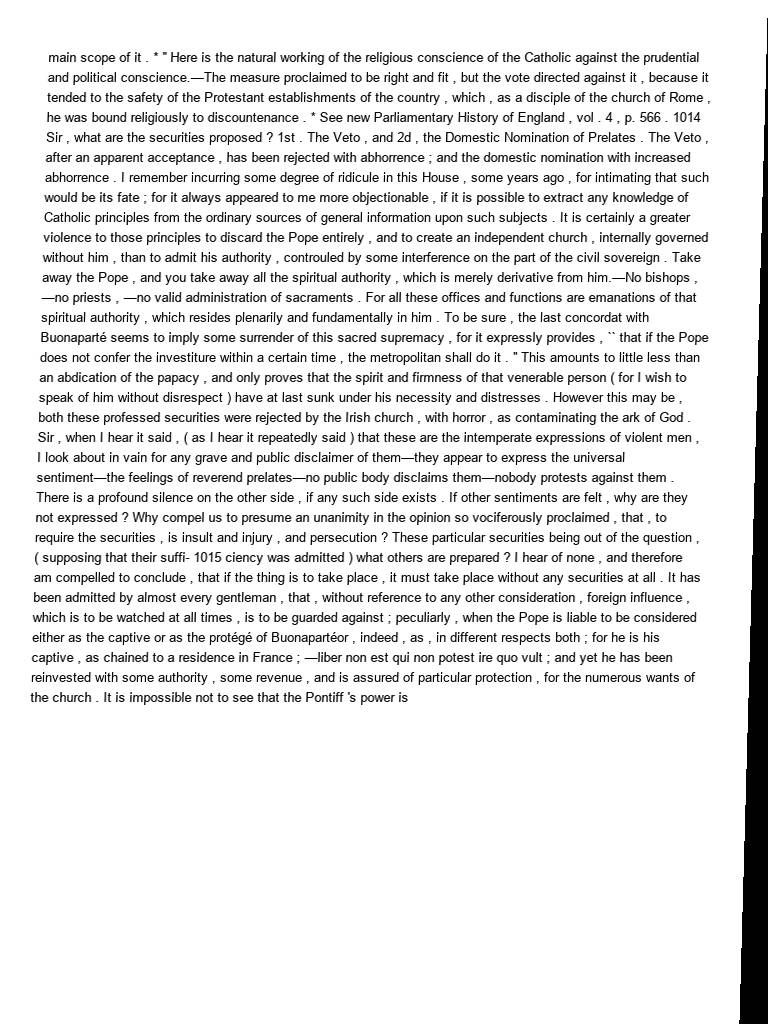 main scope of it . * " Here is the natural working of the religious conscience of the Catholic against the prudential
and political conscience.—The measure proclaimed to be right and fit , but the vote directed against it , because it
tended to the safety of the Protestant establishments of the country , which , as a disciple of the church of Rome ,
he was bound religiously to discountenance . * See new Parliamentary History of England , vol . 4 , p. 566 . 1014
Sir , what are the securities proposed ? 1st . The Veto , and 2d , the Domestic Nomination of Prelates . The Veto ,
after an apparent acceptance , has been rejected with abhorrence ; and the domestic nomination with increased
abhorrence . I remember incurring some degree of ridicule in this House , some years ago , for intimating that such
would be its fate ; for it always appeared to me more objectionable , if it is possible to extract any knowledge of
Catholic principles from the ordinary sources of general information upon such subjects . It is certainly a greater
violence to those principles to discard the Pope entirely , and to create an independent church , internally governed
without him , than to admit his authority , controuled by some interference on the part of the civil sovereign . Take
away the Pope , and you take away all the spiritual authority , which is merely derivative from him.—No bishops ,
—no priests , —no valid administration of sacraments . For all these offices and functions are emanations of that
spiritual authority , which resides plenarily and fundamentally in him . To be sure , the last concordat with
Buonaparté seems to imply some surrender of this sacred supremacy , for it expressly provides , `` that if the Pope
does not confer the investiture within a certain time , the metropolitan shall do it . " This amounts to little less than
an abdication of the papacy , and only proves that the spirit and firmness of that venerable person ( for I wish to
speak of him without disrespect ) have at last sunk under his necessity and distresses . However this may be ,
both these professed securities were rejected by the Irish church , with horror , as contaminating the ark of God .
Sir , when I hear it said , ( as I hear it repeatedly said ) that these are the intemperate expressions of violent men ,
I look about in vain for any grave and public disclaimer of them—they appear to express the universal
sentiment—the feelings of reverend prelates—no public body disclaims them—nobody protests against them .
There is a profound silence on the other side , if any such side exists . If other sentiments are felt , why are they
not expressed ? Why compel us to presume an unanimity in the opinion so vociferously proclaimed , that , to
require the securities , is insult and injury , and persecution ? These particular securities being out of the question ,
( supposing that their suffi- 1015 ciency was admitted ) what others are prepared ? I hear of none , and therefore
am compelled to conclude , that if the thing is to take place , it must take place without any securities at all . It has
been admitted by almost every gentleman , that , without reference to any other consideration , foreign influence ,
which is to be watched at all times , is to be guarded against ; peculiarly , when the Pope is liable to be considered
either as the captive or as the protégé of Buonapartéor , indeed , as , in different respects both ; for he is his
captive , as chained to a residence in France ; —liber non est qui non potest ire quo vult ; and yet he has been
reinvested with some authority , some revenue , and is assured of particular protection , for the numerous wants of
the church . It is impossible not to see that the Pontiff 's power is